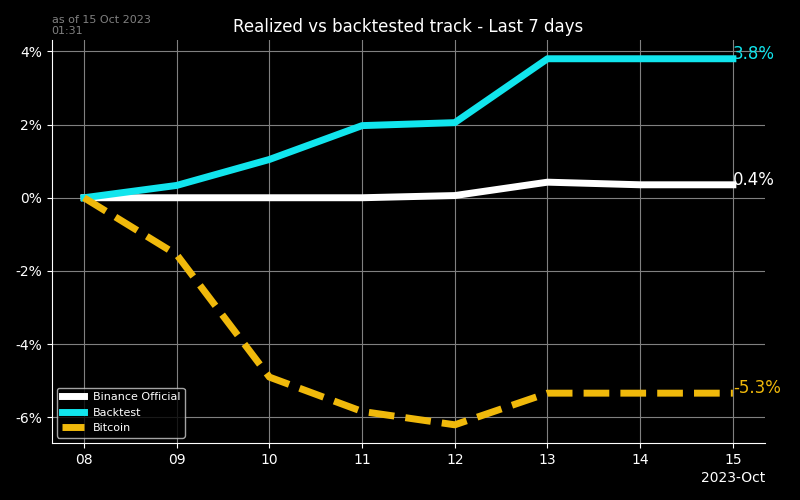 as of 15 Oct 2023
01:31
Realized vs backtested track - Last 7 days
4%
2%
0%
-2%
-4%
-6%
3.8%
0.4%
-5.3%
Binance Official
Backtest
Bitcoin
08 09 10 11 12 13 14 15
2023-Oct